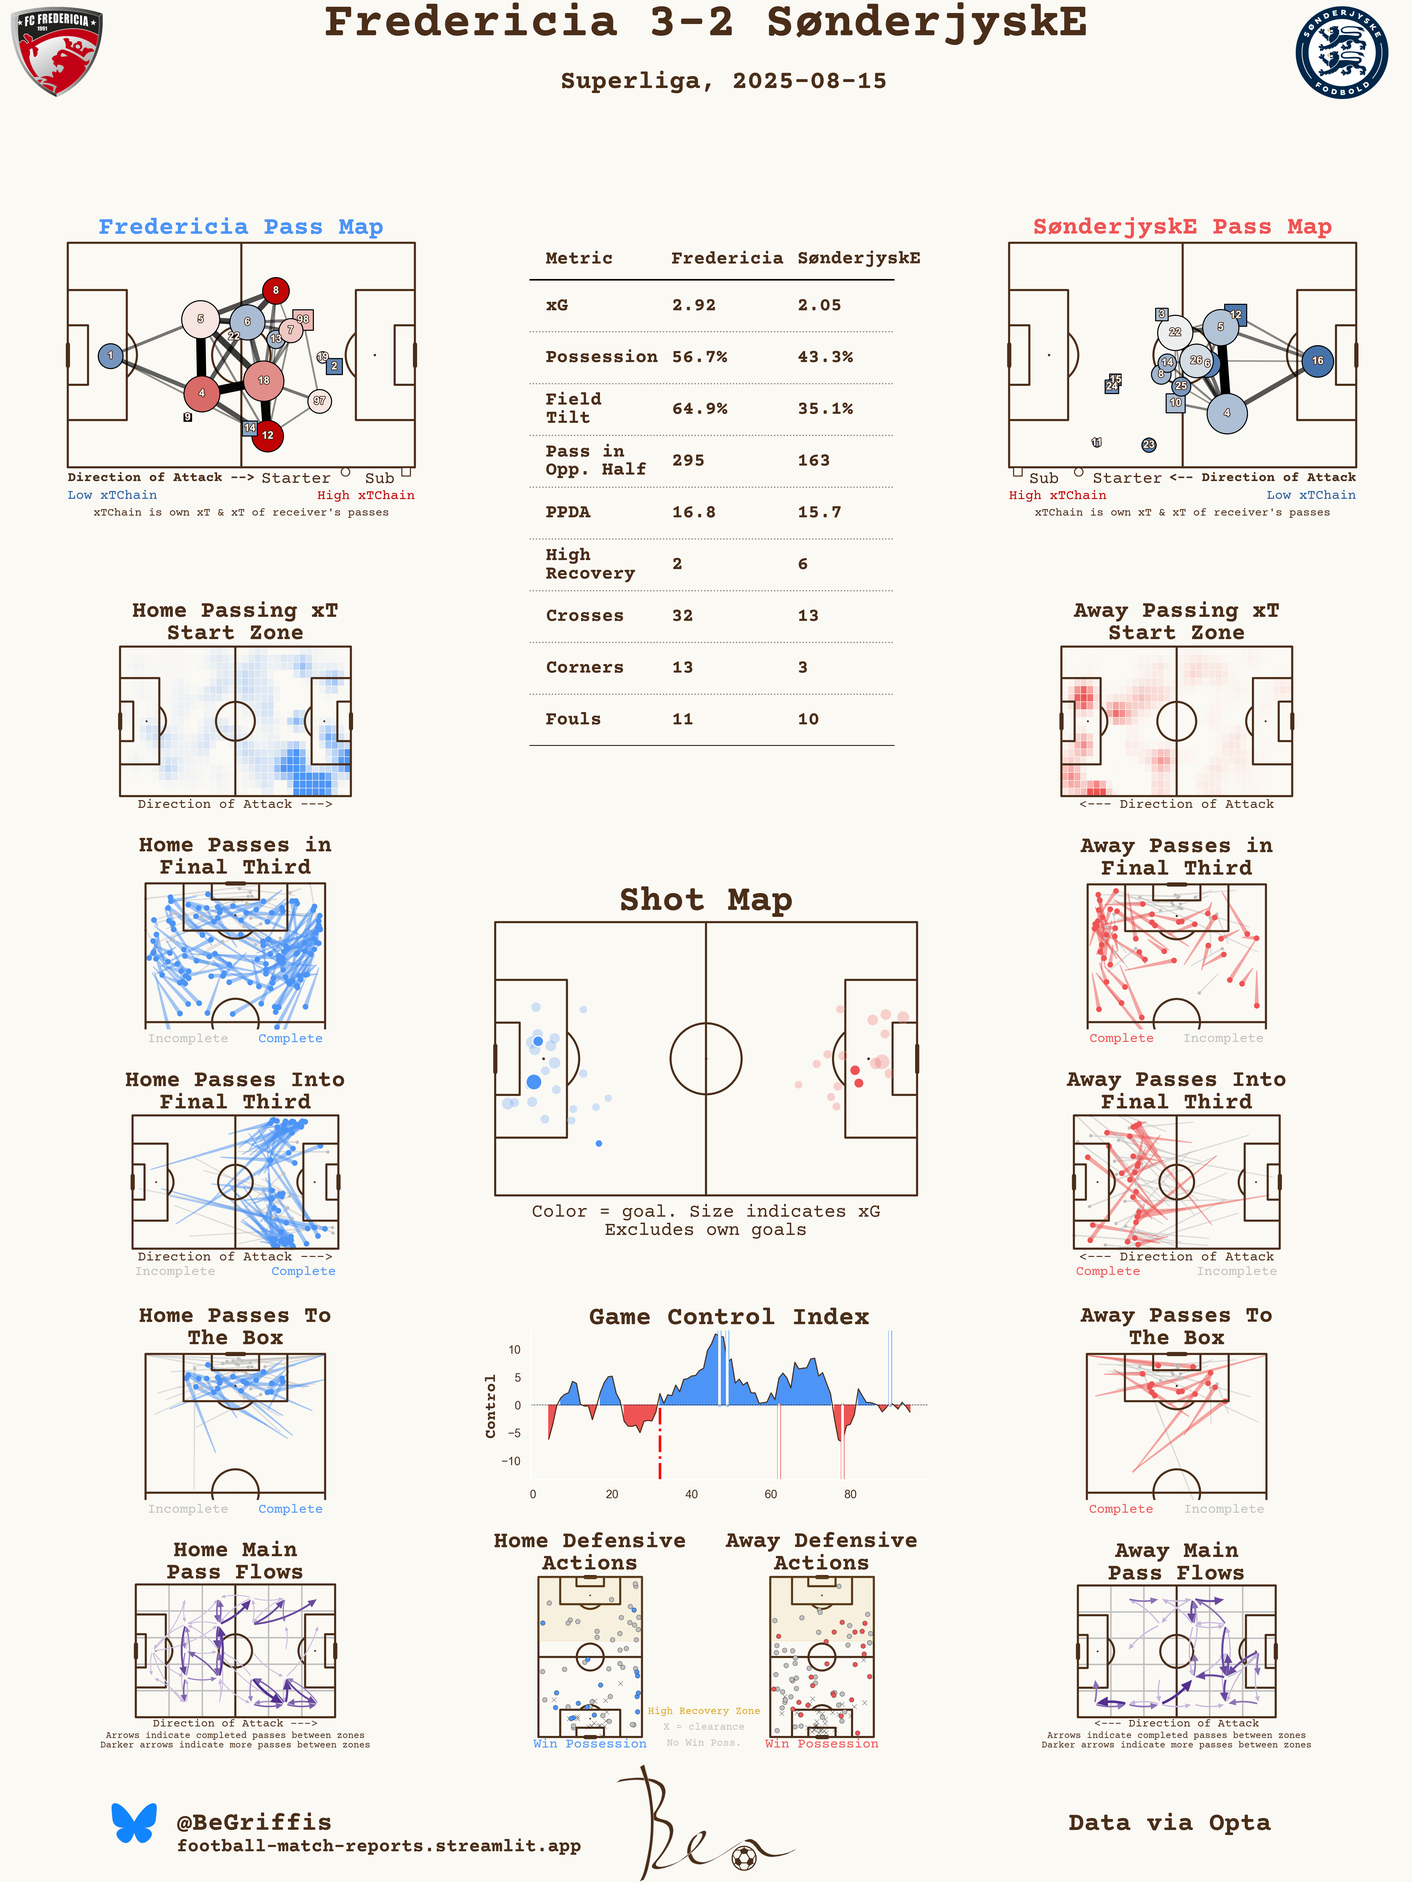 Fredericia 3-2 SønderjyskE
Superliga, 2025-08-15
FC FREDERICIA
1991
SØNDERJYSKE
FODBOLD
Fredericia Pass Map
1
5
4
9
22
6
8
13
7
98
18
14
12
19
2
97
Direction of Attack --> Starter Sub
Low xTChain High xTChain
xTChain is own xT & xT of receiver's passes
Metric Fredericia SønderjyskE
xG 2.92 2.05
Possession 56.7% 43.3%
Field
Tilt 64.9% 35.1%
Pass in
Opp. Half 295 163
PPDA 16.8 15.7
High
Recovery 2 6
Crosses 32 13
Corners 13 3
Fouls 11 10
SønderjyskE Pass Map
3
22
5
12
14
26
6
8
25
10
4
16
15
24
11
23
Sub Starter <-- Direction of Attack
High xTChain Low xTChain
xTChain is own xT & xT of receiver's passes
Home Passing xT
Start Zone
Direction of Attack --->
Away Passing xT
Start Zone
<--- Direction of Attack
Home Passes in
Final Third
Incomplete Complete
Away Passes in
Final Third
Complete Incomplete
Shot Map
Color = goal. Size indicates xG
Excludes own goals
Home Passes Into
Final Third
Direction of Attack --->
Incomplete Complete
Away Passes Into
Final Third
<--- Direction of Attack
Complete Incomplete
Home Passes To
The Box
Incomplete Complete
Game Control Index
Control
10
5
0
−5
−10
0 20 40 60 80
Away Passes To
The Box
Complete Incomplete
Home Main
Pass Flows
Direction of Attack --->
Arrows indicate completed passes between zones
Darker arrows indicate more passes between zones
Home Defensive
Actions
Win Possession
High Recovery Zone
X = clearance
No Win Poss.
Away Defensive
Actions
Win Possession
Away Main
Pass Flows
<--- Direction of Attack
Arrows indicate completed passes between zones
Darker arrows indicate more passes between zones
@BeGriffis
football-match-reports.streamlit.app
Ben
Data via Opta